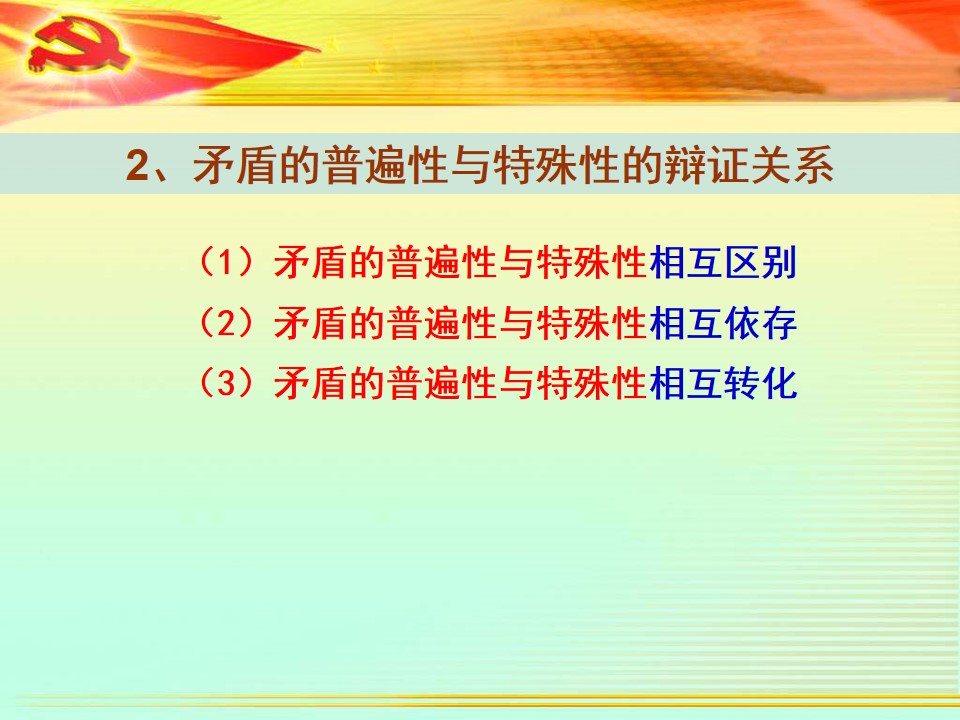 2、矛盾的普遍性与特殊性的辩证关系
（1）矛盾的普遍性与特殊性相互区别
（2）矛盾的普遍性与特殊性相互依存
（3）矛盾的普遍性与特殊性相互转化